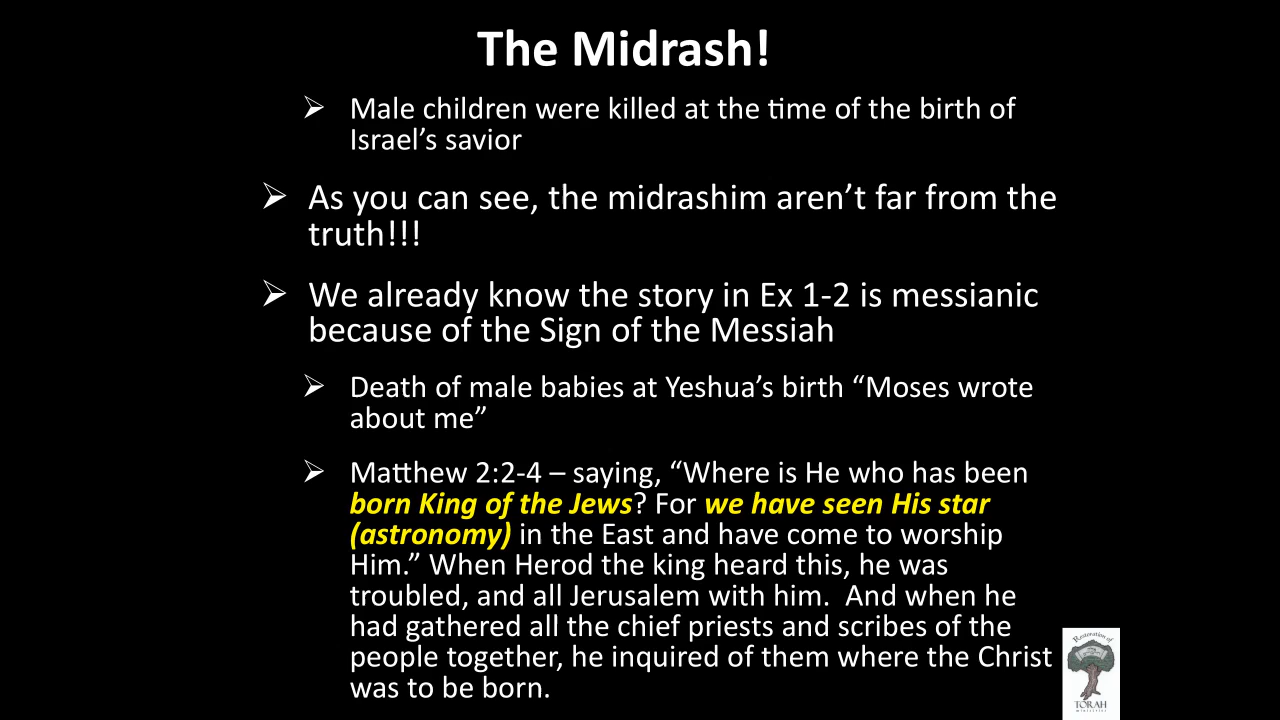 The Midrash!
➢ Male children were killed at the time of the birth of
Israel’s savior
➢ As you can see, the midrashim aren’t far from the
truth!!!
➢ We already know the story in Ex 1-2 is messianic
because of the Sign of the Messiah
➢ Death of male babies at Yeshua’s birth “Moses wrote
about me”
➢ Matthew 2:2-4 – saying, “Where is He who has been
born King of the Jews? For we have seen His star
(astronomy) in the East and have come to worship
Him.” When Herod the king heard this, he was
troubled, and all Jerusalem with him.  And when he
had gathered all the chief priests and scribes of the
people together, he inquired of them where the Christ
was to be born.
Restoration of
TORAH
ministries